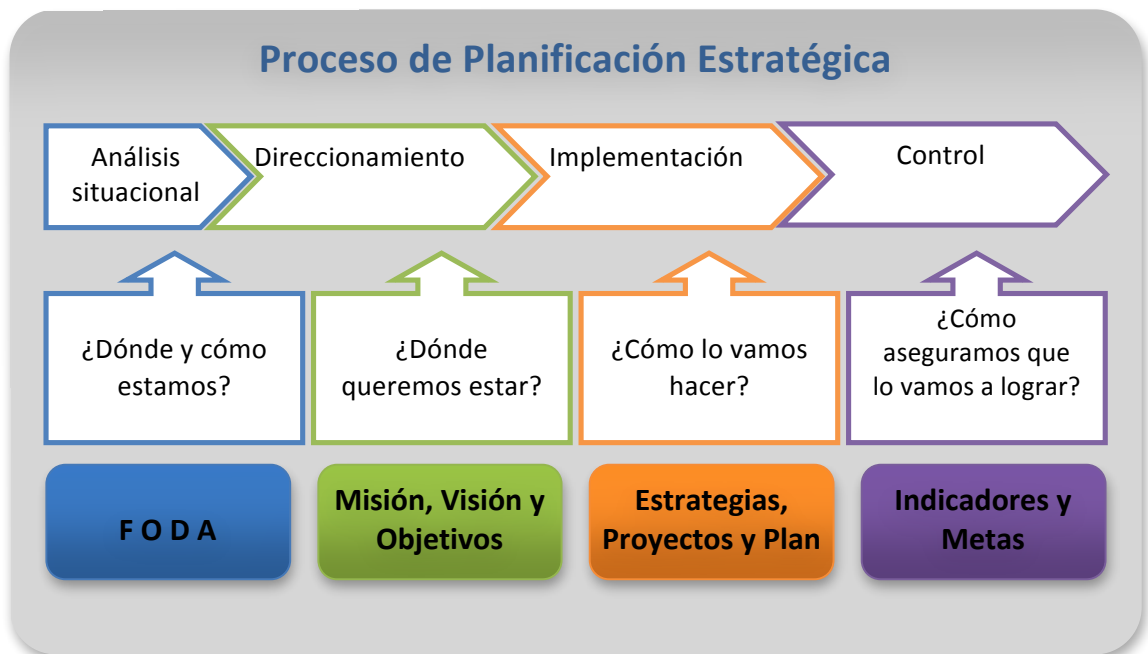 Proceso de Planificación Estratégica
Análisis
situacional
Direccionamiento
Implementación
Control
¿Dónde y cómo
estamos?
¿Dónde
queremos estar?
¿Cómo lo vamos
hacer?
¿Cómo
aseguramos que
lo vamos a lograr?
F O D A
Misión, Visión y
Objetivos
Estrategias,
Proyectos y Plan
Indicadores y
Metas